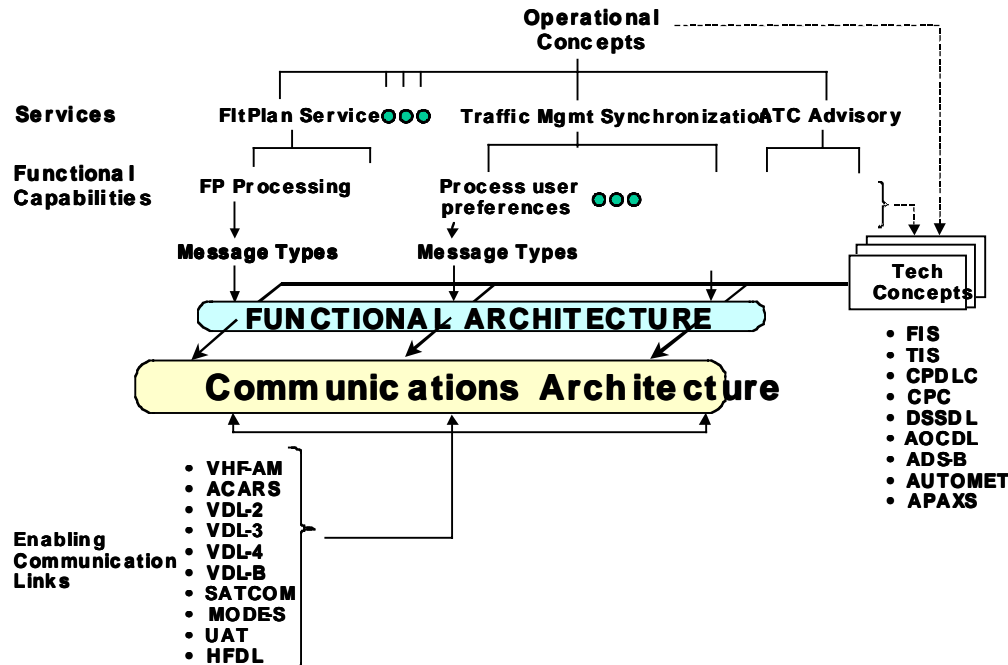 Operational
Concepts
Services
FltPlan Service
Traffic Mgmt Synchronization
ATC Advisory
Functional
Capabilities
FP Processing
Process user
preferences
Message Types
Message Types
Tech
Concepts
FUNCTIONAL ARCHITECTURE
Communications Architecture
• FIS
• TIS
• CPDLC
• CPC
• DSSDL
• AOCDL
• ADS-B
• AUTOMET
• APAXS
Enabling
Communication
Links
• VHF-AM
• ACARS
• VDL-2
• VDL-3
• VDL-4
• VDL-B
• SATCOM
• MODE-S
• UAT
• HFDL